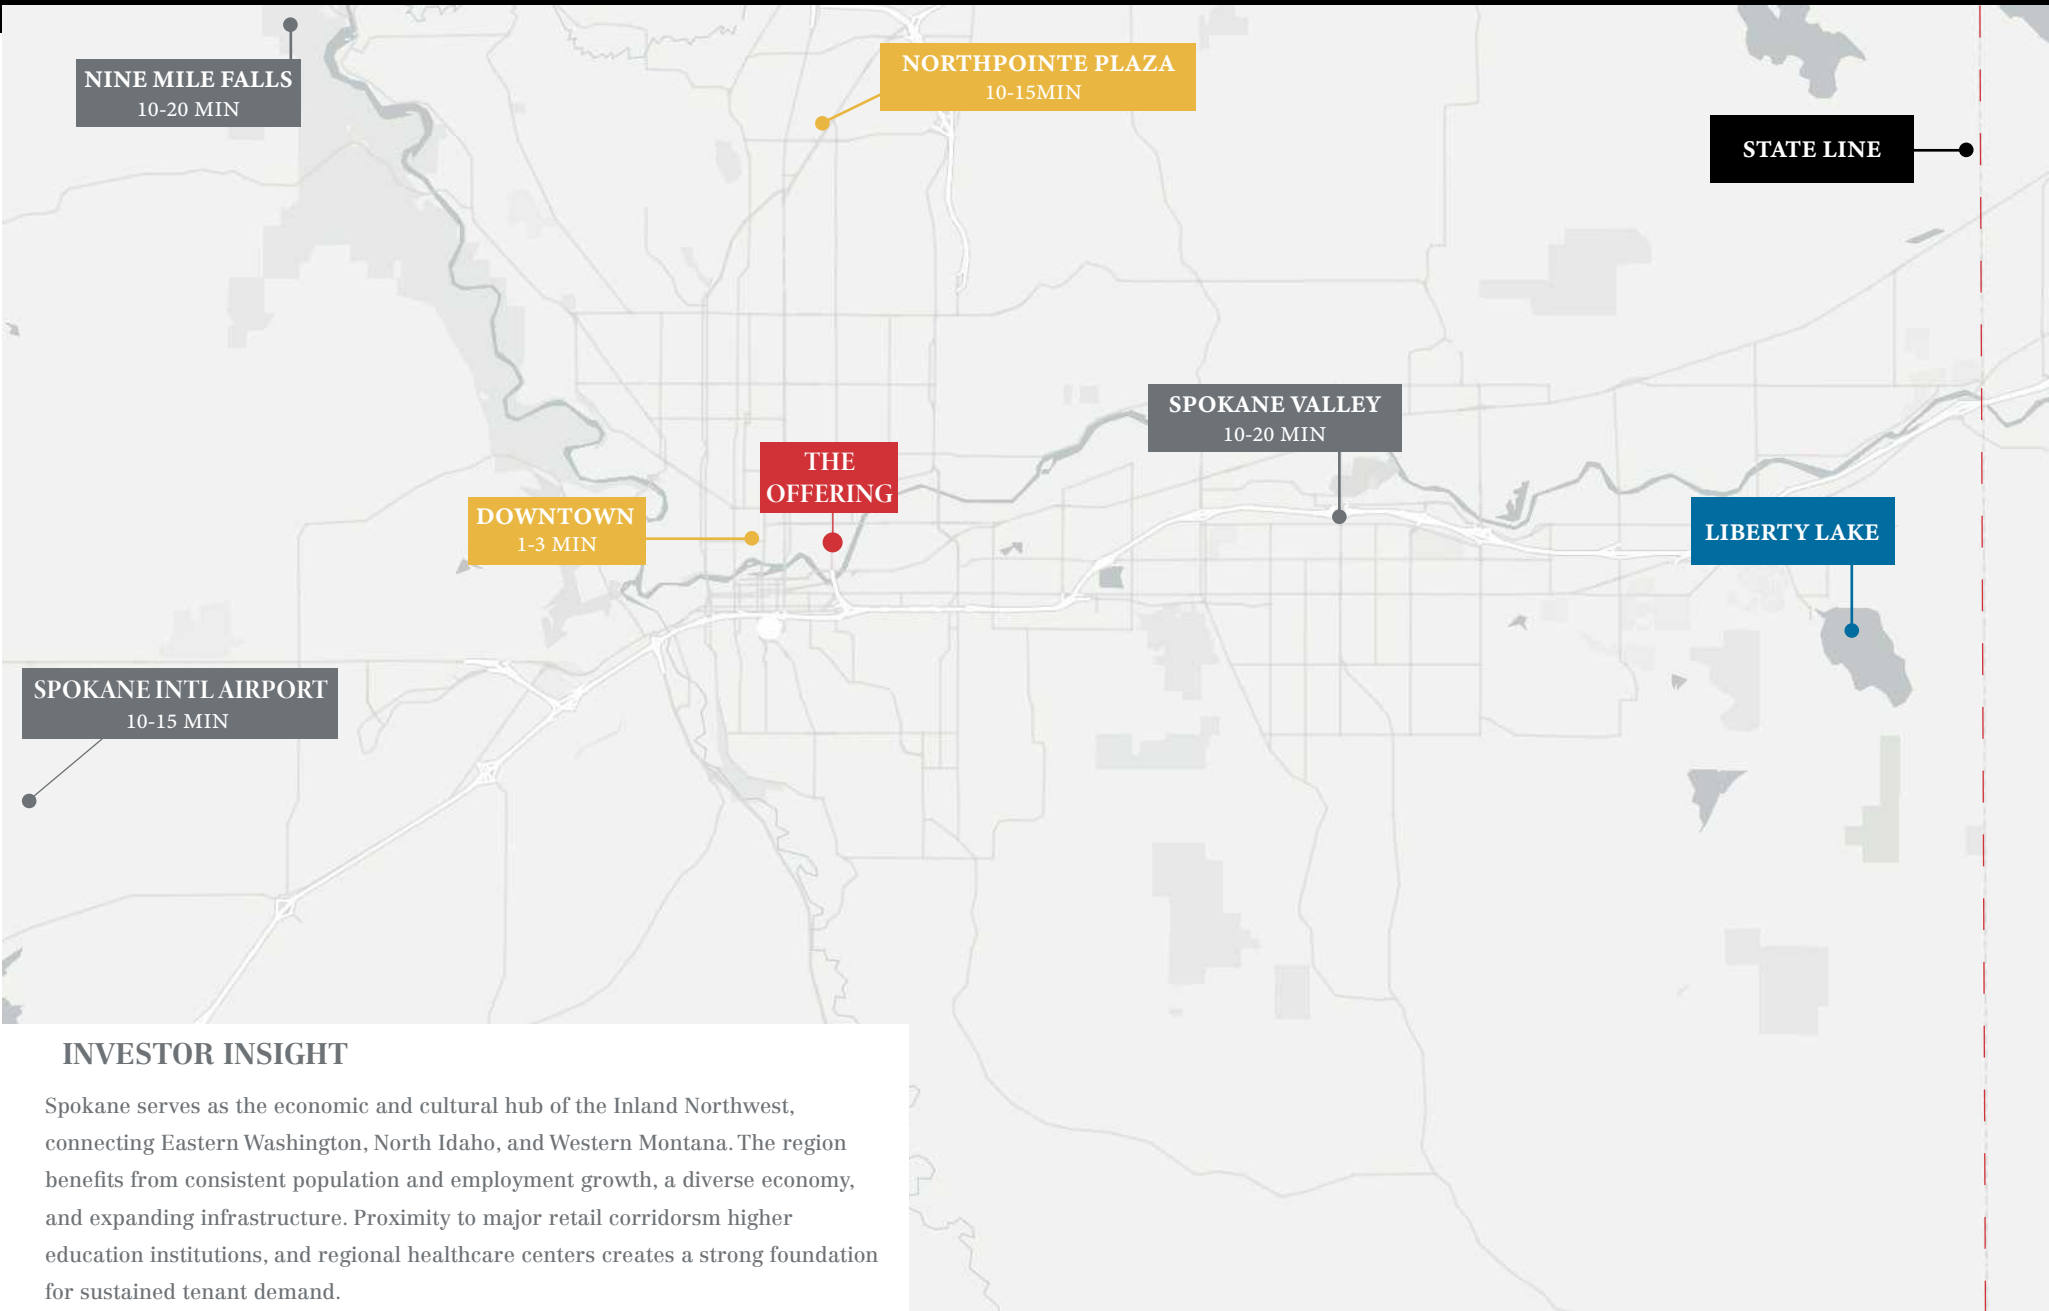 NINE MILE FALLS
10-20 MIN
NORTHPOINTE PLAZA
10-15MIN
STATE LINE
SPOKANE VALLEY
10-20 MIN
THE
OFFERING
DOWNTOWN
1-3 MIN
LIBERTY LAKE
SPOKANE INTL AIRPORT
10-15 MIN
INVESTOR INSIGHT
Spokane serves as the economic and cultural hub of the Inland Northwest,
connecting Eastern Washington, North Idaho, and Western Montana. The region
benefits from consistent population and employment growth, a diverse economy,
and expanding infrastructure. Proximity to major retail corridorsm higher
education institutions, and regional healthcare centers creates a strong foundation
for sustained tenant demand.